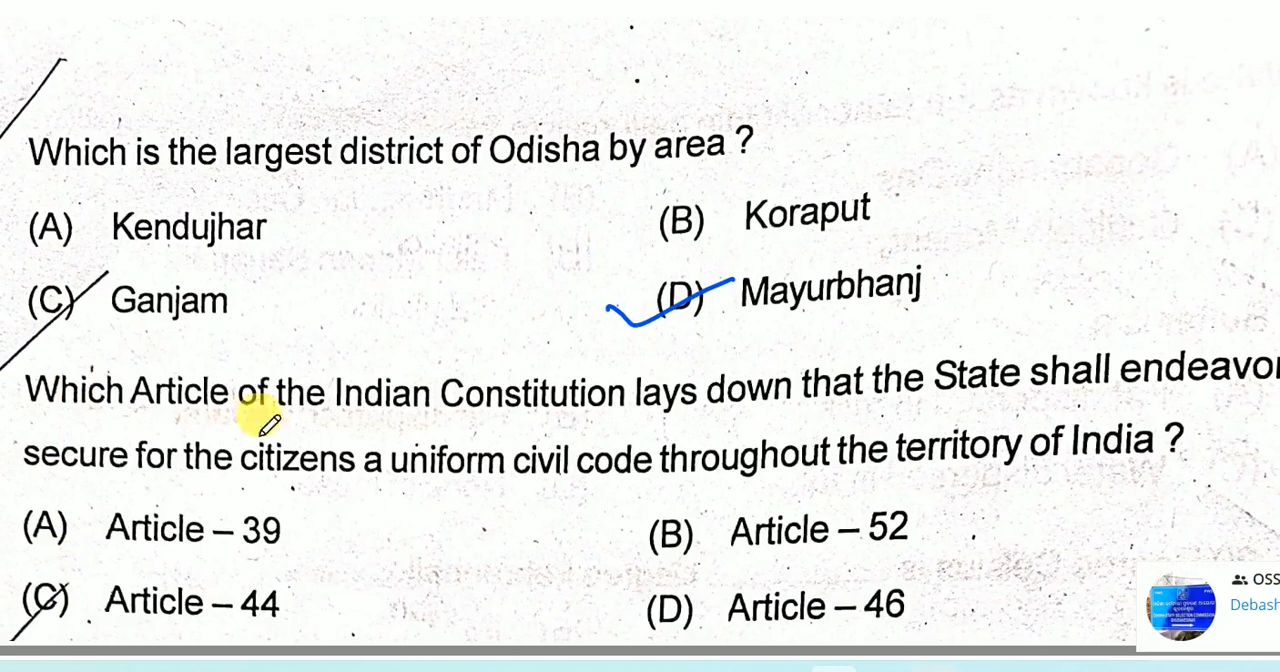 Which is the largest district of Odisha by area ?
(A) Kendujhar (B) Koraput
(C) Ganjam (D) Mayurbhanj
Which Article of the Indian Constitution lays down that the State shall endeavo
secure for the citizens a uniform civil code throughout the territory of India ?
(A) Article – 39 (B) Article – 52
(C) Article – 44 (D) Article – 46
OSS
Debash